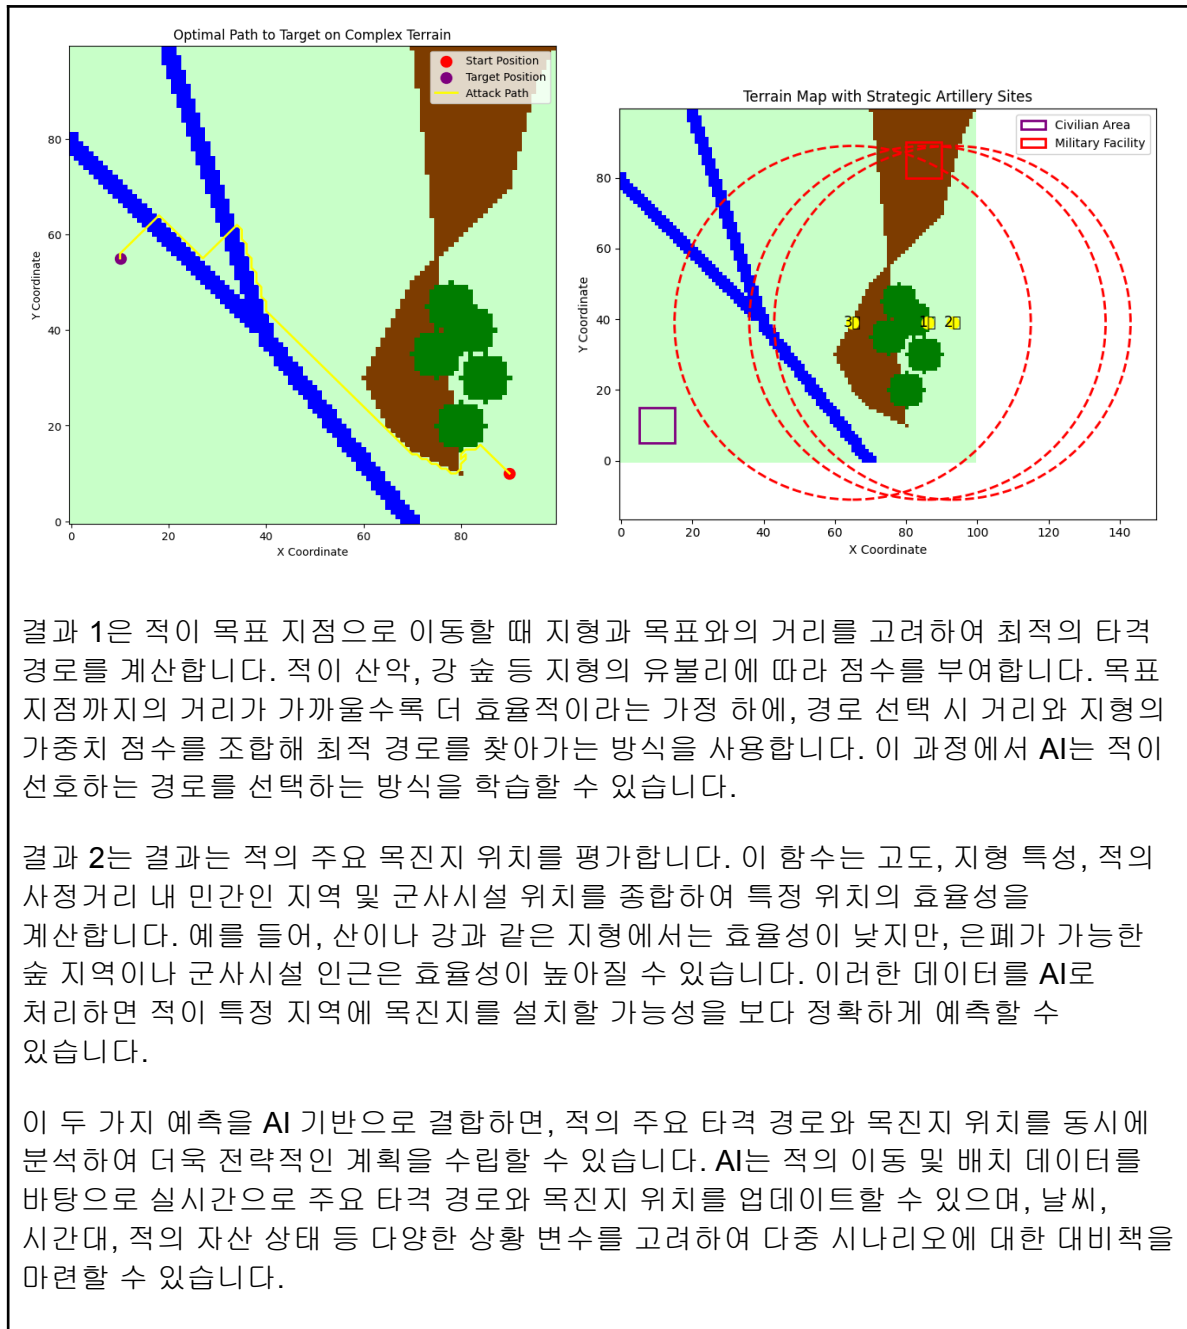 Optimal Path to Target on Complex Terrain
Start Position
Target Position
Attack Path
80
60
40
20
0
Y Coordinate
0 20 40 60 80
X Coordinate
Terrain Map with Strategic Artillery Sites
Civilian Area
Military Facility
80
60
40
20
0
Y Coordinate
3 1 2
0 20 40 60 80 100 120 140
X Coordinate
결과 1은 적이 목표 지점으로 이동할 때 지형과 목표와의 거리를 고려하여 최적의 타격
경로를 계산합니다. 적이 산악, 강 숲 등 지형의 유불리에 따라 점수를 부여합니다. 목표
지점까지의 거리가 가까울수록 더 효율적이라는 가정 하에, 경로 선택 시 거리와 지형의
가중치 점수를 조합해 최적 경로를 찾아가는 방식을 사용합니다. 이 과정에서 AI는 적이
선호하는 경로를 선택하는 방식을 학습할 수 있습니다.
결과 2는 결과는 적의 주요 목진지 위치를 평가합니다. 이 함수는 고도, 지형 특성, 적의
사정거리 내 민간인 지역 및 군사시설 위치를 종합하여 특정 위치의 효율성을
계산합니다. 예를 들어, 산이나 강과 같은 지형에서는 효율성이 낮지만, 은폐가 가능한
숲 지역이나 군사시설 인근은 효율성이 높아질 수 있습니다. 이러한 데이터를 AI로
처리하면 적이 특정 지역에 목진지를 설치할 가능성을 보다 정확하게 예측할 수
있습니다.
이 두 가지 예측을 AI 기반으로 결합하면, 적의 주요 타격 경로와 목진지 위치를 동시에
분석하여 더욱 전략적인 계획을 수립할 수 있습니다. AI는 적의 이동 및 배치 데이터를
바탕으로 실시간으로 주요 타격 경로와 목진지 위치를 업데이트할 수 있으며, 날씨,
시간대, 적의 자산 상태 등 다양한 상황 변수를 고려하여 다중 시나리오에 대한 대비책을
마련할 수 있습니다.